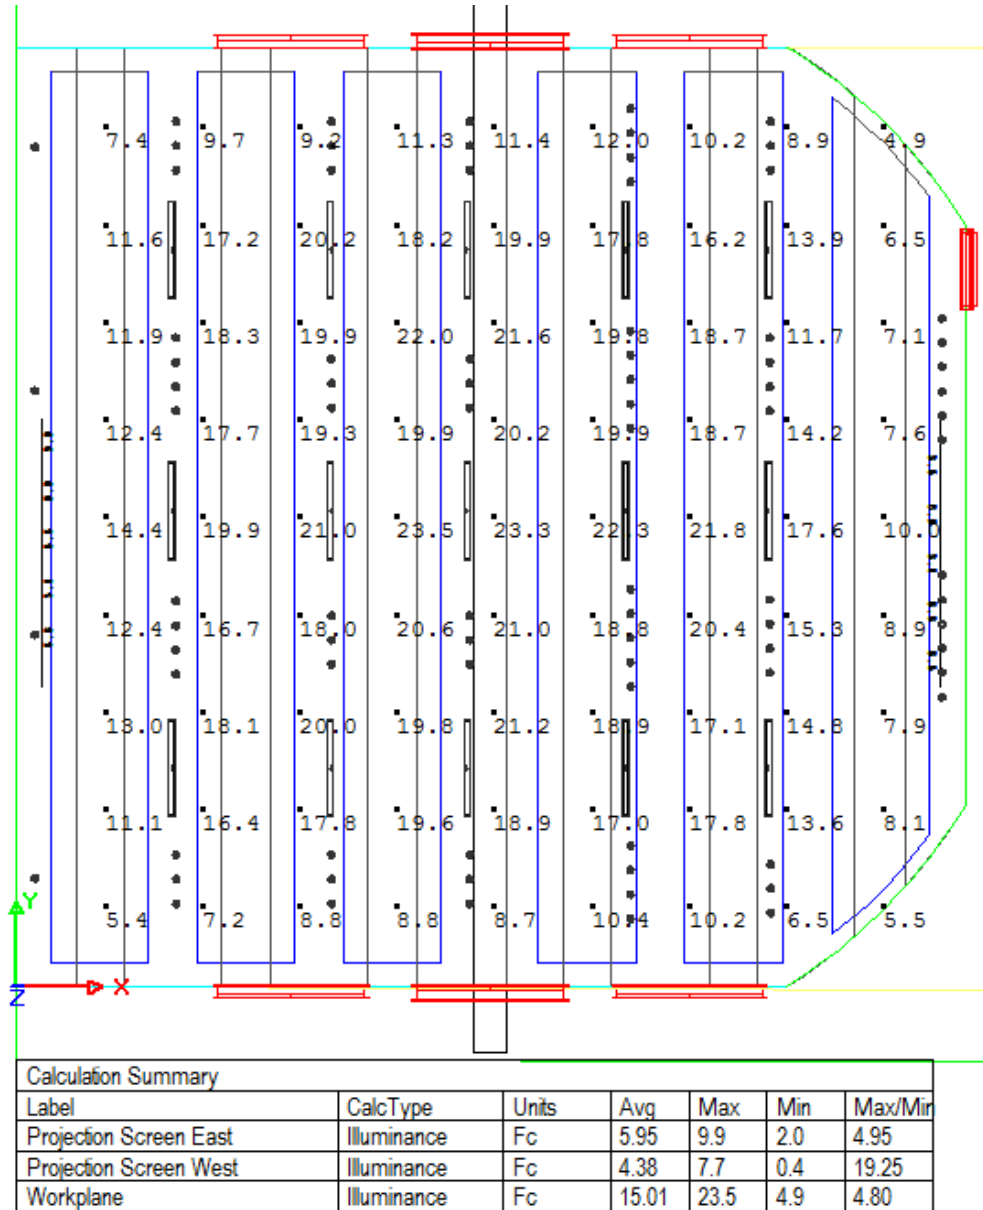 7.4 9.7 9.2 11.3 11.4 12.0 10.2 8.9 4.9
11.6 17.2 20.2 18.2 19.9 17.8 16.2 13.9 6.5
11.9 18.3 19.9 22.0 21.6 19.8 18.7 11.7 7.1
12.4 17.7 19.3 19.9 20.2 19.9 18.7 14.2 7.6
14.4 19.9 21.0 23.5 23.3 22.3 21.8 17.6 10.0
12.4 16.7 18.0 20.6 21.0 18.8 20.4 15.3 8.9
13.0 18.1 20.0 19.8 21.2 18.9 17.1 14.8 7.9
11.1 16.4 17.8 19.6 18.9 17.0 17.8 13.6 8.1
5.4 7.2 8.8 8.8 8.7 10.4 10.2 6.5 5.5
Y
Z X
Calculation Summary
Label CalcType Units Avg Max Min Max/Min
Projection Screen East Illuminance Fc 5.95 9.9 2.0 4.95
Projection Screen West Illuminance Fc 4.38 7.7 0.4 19.25
Workplane Illuminance Fc 15.01 23.5 4.9 4.80